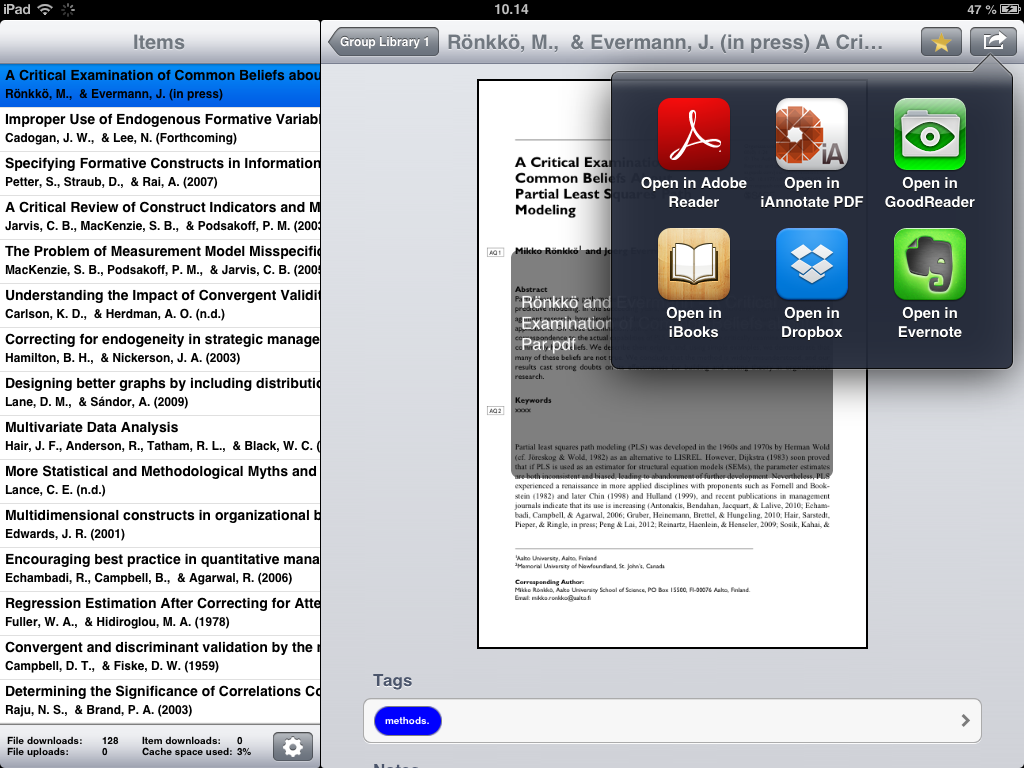 iPad
10.14
47 %
Items
Group Library 1
Rönkkö, M., & Evermann, J. (in press) A Cri...
A Critical Examination of Common Beliefs abou
Rönkkö, M., & Evermann, J. (in press)
Improper Use of Endogenous Formative Variabl
Cadogan, J. W., & Lee, N. (Forthcoming)
Specifying Formative Constructs in Information
Petter, S., Straub, D., & Rai, A. (2007)
A Critical Review of Construct Indicators and M
Jarvis, C. B., MacKenzie, S. B., & Podsakoff, P. M. (2003
The Problem of Measurement Model Misspecific
MacKenzie, S. B., Podsakoff, P. M., & Jarvis, C. B. (2005
Understanding the Impact of Convergent Validit
Carlson, K. D., & Herdman, A. O. (n.d.)
Correcting for endogeneity in strategic manage
Hamilton, B. H., & Nickerson, J. A. (2003)
Designing better graphs by including distributic
Lane, D. M., & Sándor, A. (2009)
Multivariate Data Analysis
Hair, J. F., Anderson, R., Tatham, R. L., & Black, W. C. (
More Statistical and Methodological Myths and
Lance, C. E. (n.d.)
Multidimensional constructs in organizational b
Edwards, J. R. (2001)
Encouraging best practice in quantitative mana
Echambadi, R., Campbell, B., & Agarwal, R. (2006)
Regression Estimation After Correcting for Atte
Fuller, W. A., & Hidiroglou, M. A. (1978)
Convergent and discriminant validation by the
Campbell, D. T., & Fiske, D. W. (1959)
Determining the Significance of Correlations Co
Raju, N. S., & Brand, P. A. (2003)
File downloads: 128 Item downloads: 0
File uploads: 0 Cache space used: 3%
A Critical Examinati
Common Beliefs A
Partial Least Squares
Modeling
AQ 1
Mikko Rönkkö1 and Jo
Abstract
Rönkkö and
Examination
Par.pdf
many of these beliefs are not
results cast strong doubts on
research.
Keywords
AQ 2
xxxx
Partial least squares path modeling (PLS) was developed in the 1960s and 1970s by Herman Wold
(cf. Jöreskog & Wold, 1982) as an alternative to LISREL. However, Dijkstra (1983) soon proved
that if PLS is used as an estimator for structural equation models (SEMs), the parameter estimates
are both inconsistent and biased, leading to abandonment of further development. Nevertheless, PLS
experienced a renaissance in more applied disciplines with proponents such as Fornell and Book-
stein (1982) and later Chin (1998) and Hulland (1999), and recent publications in management
journals indicate that its use is increasing (Antonakis, Bendahan, Jacquart, & Lalive, 2010; Echam-
badi, Campbell, & Agarwal, 2006; Gruber, Heinemann, Brettel, & Hungeling, 2010; Hair, Sarstedt,
Pieper, & Ringle, in press; Peng & Lai, 2012; Reinartz, Haenlein, & Henseler, 2009; Sosik, Kahai, &
1Aalto University, Aalto, Finland
2Memorial University of Newfoundland, St. John's, Canada
Corresponding Author:
Mikko Rönkkö, Aalto University School of Science, PO Box 15500, FI-00076 Aalto, Finland.
Email: mikko.ronkko@aalto.fi
iA
Open in Adobe
Reader
Open in
iAnnotate PDF
Open in
GoodReader
Open in
iBooks
Open in
Dropbox
Open in
Evernote
Tags
methods.
Notes